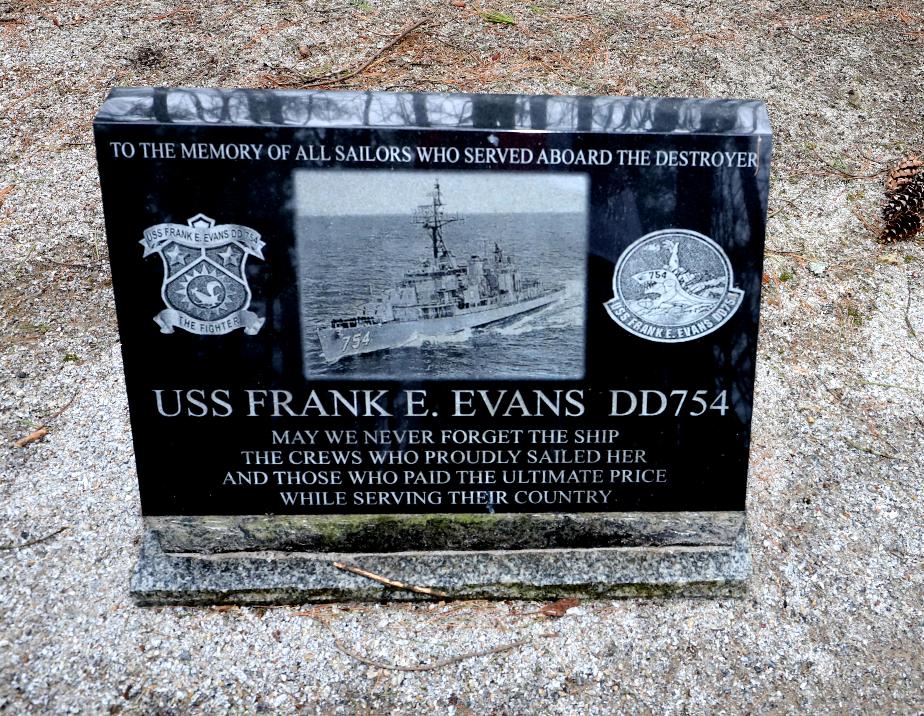 TO THE MEMORY OF ALL SAILORS WHO SERVED ABOARD THE DESTROYER
USS FRANK E. EVANS DD 754
THE FIGHTER
754
754
USS FRANK E. EVANS DD754
USS FRANK E. EVANS DD754
MAY WE NEVER FORGET THE SHIP
THE CREWS WHO PROUDLY SAILED HER
AND THOSE WHO PAID THE ULTIMATE PRICE
WHILE SERVING THEIR COUNTRY